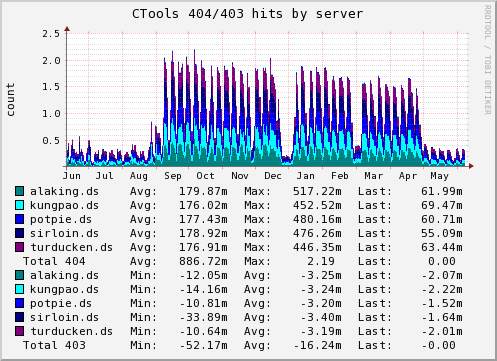 CTools 404/403 hits by server
RRDTOOL / TOBI OETIKER
count
2.5
2.0
1.5
1.0
0.5
Jun Jul Aug Sep Oct Nov Dec Jan Feb Mar Apr May
alaking.ds Avg: 179.87m Max: 517.22m Last: 61.99m
kungpao.ds Avg: 176.02m Max: 452.52m Last: 69.47m
potpie.ds Avg: 177.43m Max: 480.16m Last: 60.71m
sirloin.ds Avg: 178.92m Max: 476.26m Last: 55.09m
turducken.ds Avg: 176.91m Max: 446.35m Last: 63.44m
Total 404 Avg: 886.72m Max: 2.19 Last: 0.00
alaking.ds Min: -12.05m Avg: -3.25m Last: -2.07m
kungpao.ds Min: -14.16m Avg: -3.24m Last: -2.22m
potpie.ds Min: -10.81m Avg: -3.20m Last: -1.52m
sirloin.ds Min: -33.89m Avg: -3.40m Last: -1.64m
turducken.ds Min: -10.64m Avg: -3.19m Last: -2.01m
Total 403 Min: -52.17m Avg: -16.24m Last: -0.00